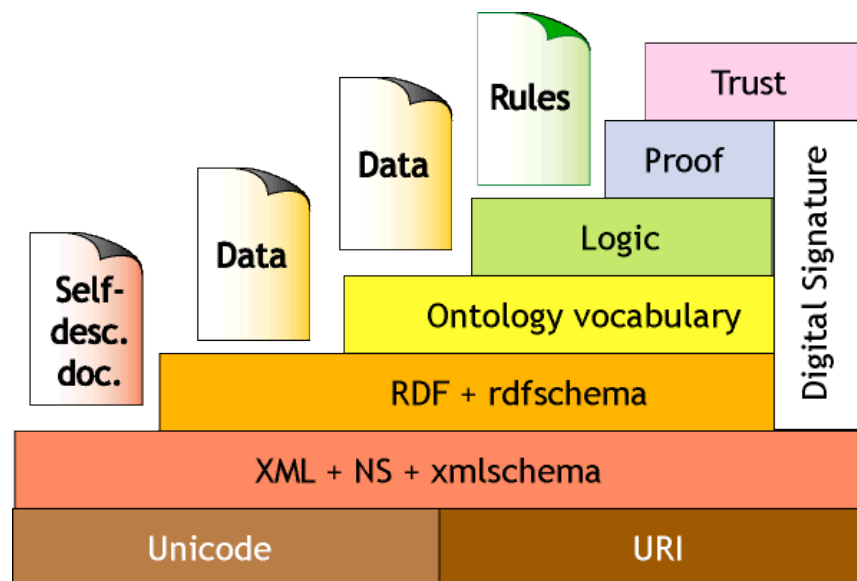 Rules
Trust
Data
Proof
Data
Logic
Self-
desc.
doc.
Ontology vocabulary
Digital Signature
RDF + rdfschema
XML + NS + xmlschema
Unicode
URI